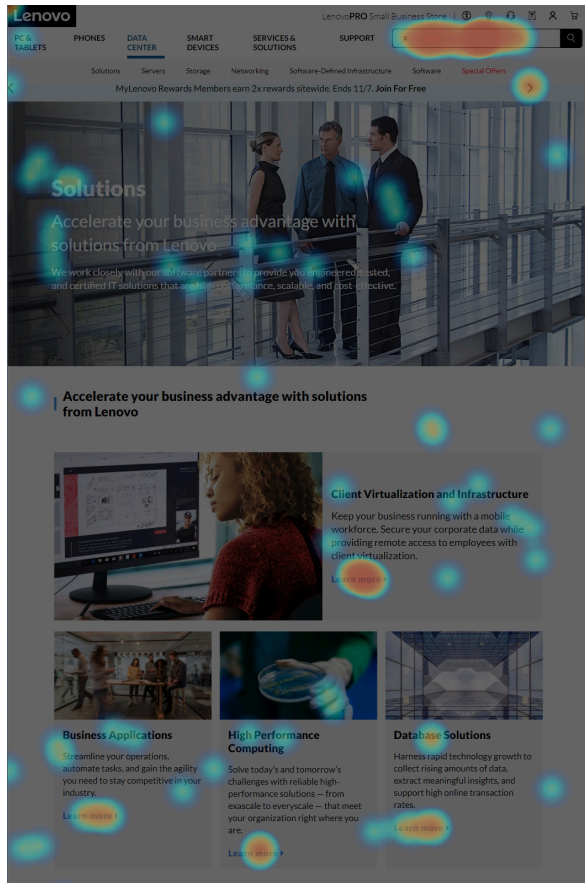 Lenovo
LenovoPRO Small Business Store
PC & TABLETS
PHONES
DATA CENTER
SMART DEVICES
SERVICES & SOLUTIONS
SUPPORT
Solutions Servers Storage Networking Software-Defined Infrastructure Software Special Offers
MyLenovo Rewards Members earn 2x rewards sitewide. Ends 11/7. Join For Free
Solutions
Accelerate your business advantage with
solutions from Lenovo
We work closely with our software partners to provide you engineered, tested,
and certified IT solutions that are high performance, scalable, and cost-effective.
Accelerate your business advantage with solutions
from Lenovo
Client Virtualization and Infrastructure
Keep your business running with a mobile
workforce. Secure your corporate data while
providing remote access to employees with
client virtualization.
Learn more
Business Applications
Streamline your operations,
automate tasks, and gain the agility
you need to stay competitive in your
industry.
Learn more
High Performance
Computing
Solve today's and tomorrow's
challenges with reliable high-
performance solutions — from
exascale to everyscale — that meet
your organization right where you
are.
Learn more
Database Solutions
Harness rapid technology growth to
collect rising amounts of data,
extract meaningful insights, and
support high online transaction
rates.
Learn more